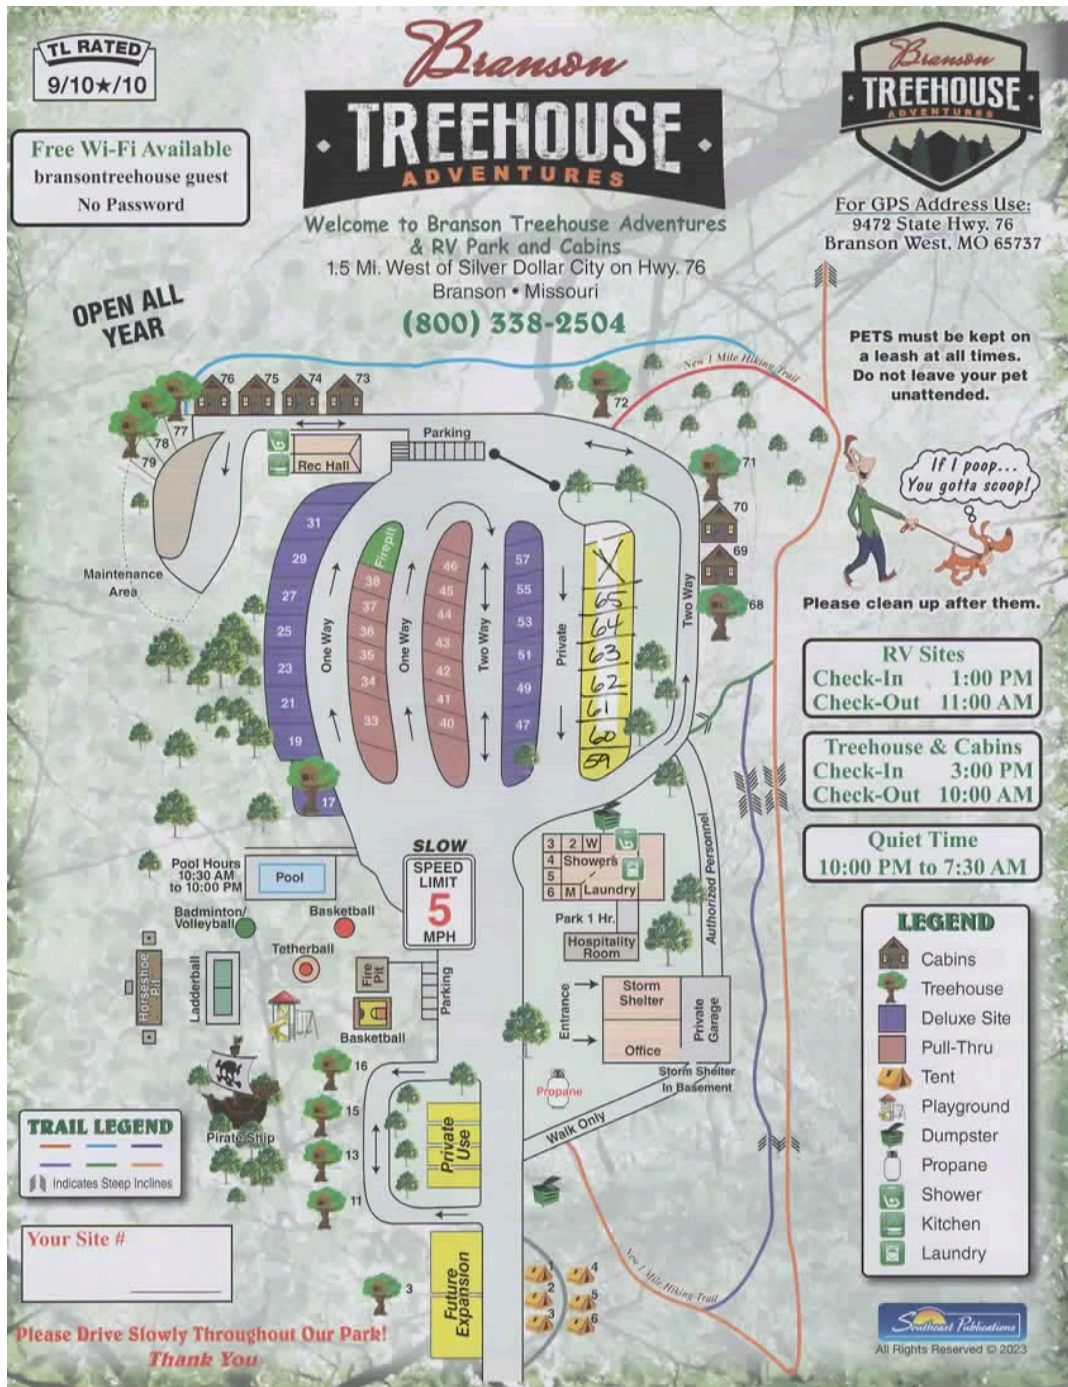 TL RATED
9/10★/10
Free Wi-Fi Available
bransontreehouse guest
No Password
Branson
TREEHOUSE
ADVENTURES
Welcome to Branson Treehouse Adventures
& RV Park and Cabins
1.5 Mi. West of Silver Dollar City on Hwy. 76
Branson • Missouri
(800) 338-2504
Branson
TREEHOUSE
ADVENTURES
For GPS Address Use:
9472 State Hwy. 76
Branson West, MO 65737
OPEN ALL
YEAR
PETS must be kept on
a leash at all times.
Do not leave your pet
unattended.
If I poop...
You gotta scoop!
Please clean up after them.
New 1 Mile Hiking Trail
76
75
74
73
72
77
78
79
71
70
69
68
Rec Hall
Parking
Maintenance
Area
31
29
27
25
23
21
19
17
One Way
Firepit
38
37
36
35
34
33
One Way
46
45
44
43
42
41
40
Two Way
57
55
53
51
49
47
Private
X
65
64
63
62
61
60
59
Two Way
RV Sites
Check-In 1:00 PM
Check-Out 11:00 AM
Treehouse & Cabins
Check-In 3:00 PM
Check-Out 10:00 AM
Quiet Time
10:00 PM to 7:30 AM
SLOW
SPEED
LIMIT
5
MPH
Pool Hours
10:30 AM
to 10:00 PM
Pool
Badminton/
Volleyball
Basketball
Tetherball
Horseshoe
Pit
Ladderball
Fire
Pit
Basketball
Parking
3 2 W
4 Showers
5
6 M Laundry
Park 1 Hr.
Hospitality
Room
Authorized Personnel
Entrance
Storm
Shelter
Office
Private
Garage
Storm Shelter
In Basement
Propane
Walk Only
Pirate Ship
16
15
13
11
3
Private
Use
Future
Expansion
1
2
3
4
5
6
New 1 Mile Hiking Trail
TRAIL LEGEND
Indicates Steep Inclines
Your Site #
Please Drive Slowly Throughout Our Park!
Thank You
LEGEND
Cabins
Treehouse
Deluxe Site
Pull-Thru
Tent
Playground
Dumpster
Propane
Shower
Kitchen
Laundry
Southeast Publications
All Rights Reserved © 2023